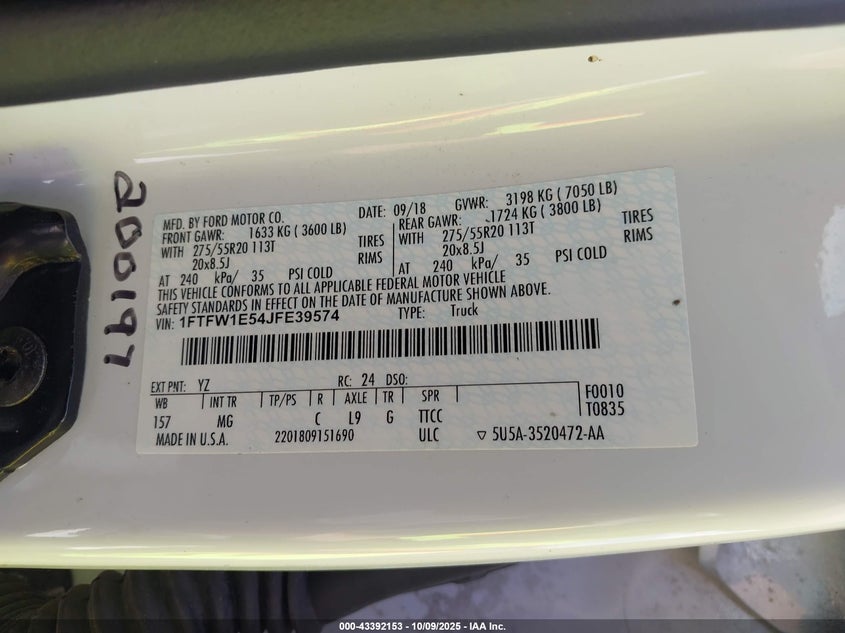 200197
MFD. BY FORD MOTOR CO.
DATE: 09/18 GVWR: 3198 KG ( 7050 LB)
FRONT GAWR: 1633 KG ( 3600 LB)
WITH 275/55R20 113T TIRES
20x8.5J RIMS
AT 240 kPa/ 35 PSI COLD
REAR GAWR: 1724 KG ( 3800 LB)
WITH 275/55R20 113T TIRES
20x8.5J RIMS
AT 240 kPa/ 35 PSI COLD
THIS VEHICLE CONFORMS TO ALL APPLICABLE FEDERAL MOTOR VEHICLE
SAFETY STANDARDS IN EFFECT ON THE DATE OF MANUFACTURE SHOWN ABOVE.
VIN: 1FTFW1E54JFE39574 TYPE: Truck
EXT PNT: YZ RC: 24 DSO:
WB INT TR TP/PS R AXLE TR SPR
157 MG C L9 G TTCC
F0010
T0835
MADE IN U.S.A. 2201809151690 ULC ▽ 5U5A-3520472-AA
000-43392153 - 10/09/2025 - IAA Inc.